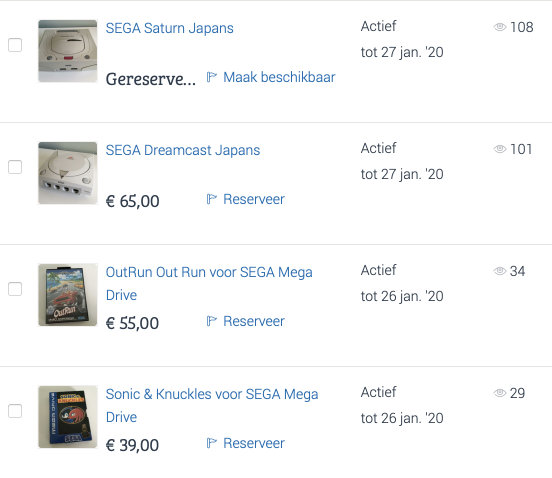 SEGA Saturn Japans
Actief
108
tot 27 jan. '20
Gereserve...
Maak beschikbaar
SEGA Dreamcast Japans
Actief
101
tot 27 jan. '20
€ 65,00
Reserveer
OutRun Out Run voor SEGA Mega
Drive
Actief
34
tot 26 jan. '20
OutRun
€ 55,00
Reserveer
Sonic & Knuckles voor SEGA Mega
Drive
Actief
29
tot 26 jan. '20
SEGA
€ 39,00
Reserveer